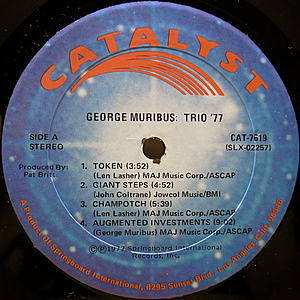 CATALYST
GEORGE MURIBUS: TRIO '77
SIDE A
STEREO
CAT-7619
(SLX-02257)
Produced By:
Pat Britt
1. TOKEN (3:52)
(Len Lasher) MAJ Music Corp./ASCAP
2. GIANT STEPS (4:52)
(John Coltrane) Jowcol Music/BMI
3. CHAMPOTCH (5:39)
(Len Lasher) MAJ Music Corp./ASCAP
4. AUGMENTED INVESTMENTS (9:02)
(George Muribus) MAJ Music Corp./ASCAP
©℗1977 Springboard International
Records, Inc.
A Product Of Springboard International, 8295 Sunset Blvd., Los Angeles, Calif. 90046